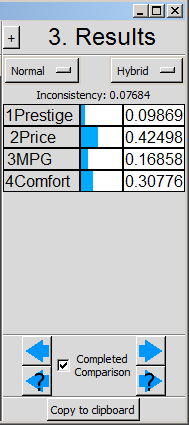 + 3. Results
Normal Hybrid
Inconsistency: 0.07684
1Prestige 0.09869
2Price 0.42498
3MPG 0.16858
4Comfort 0.30776
Completed
Comparison
? ?
Copy to clipboard